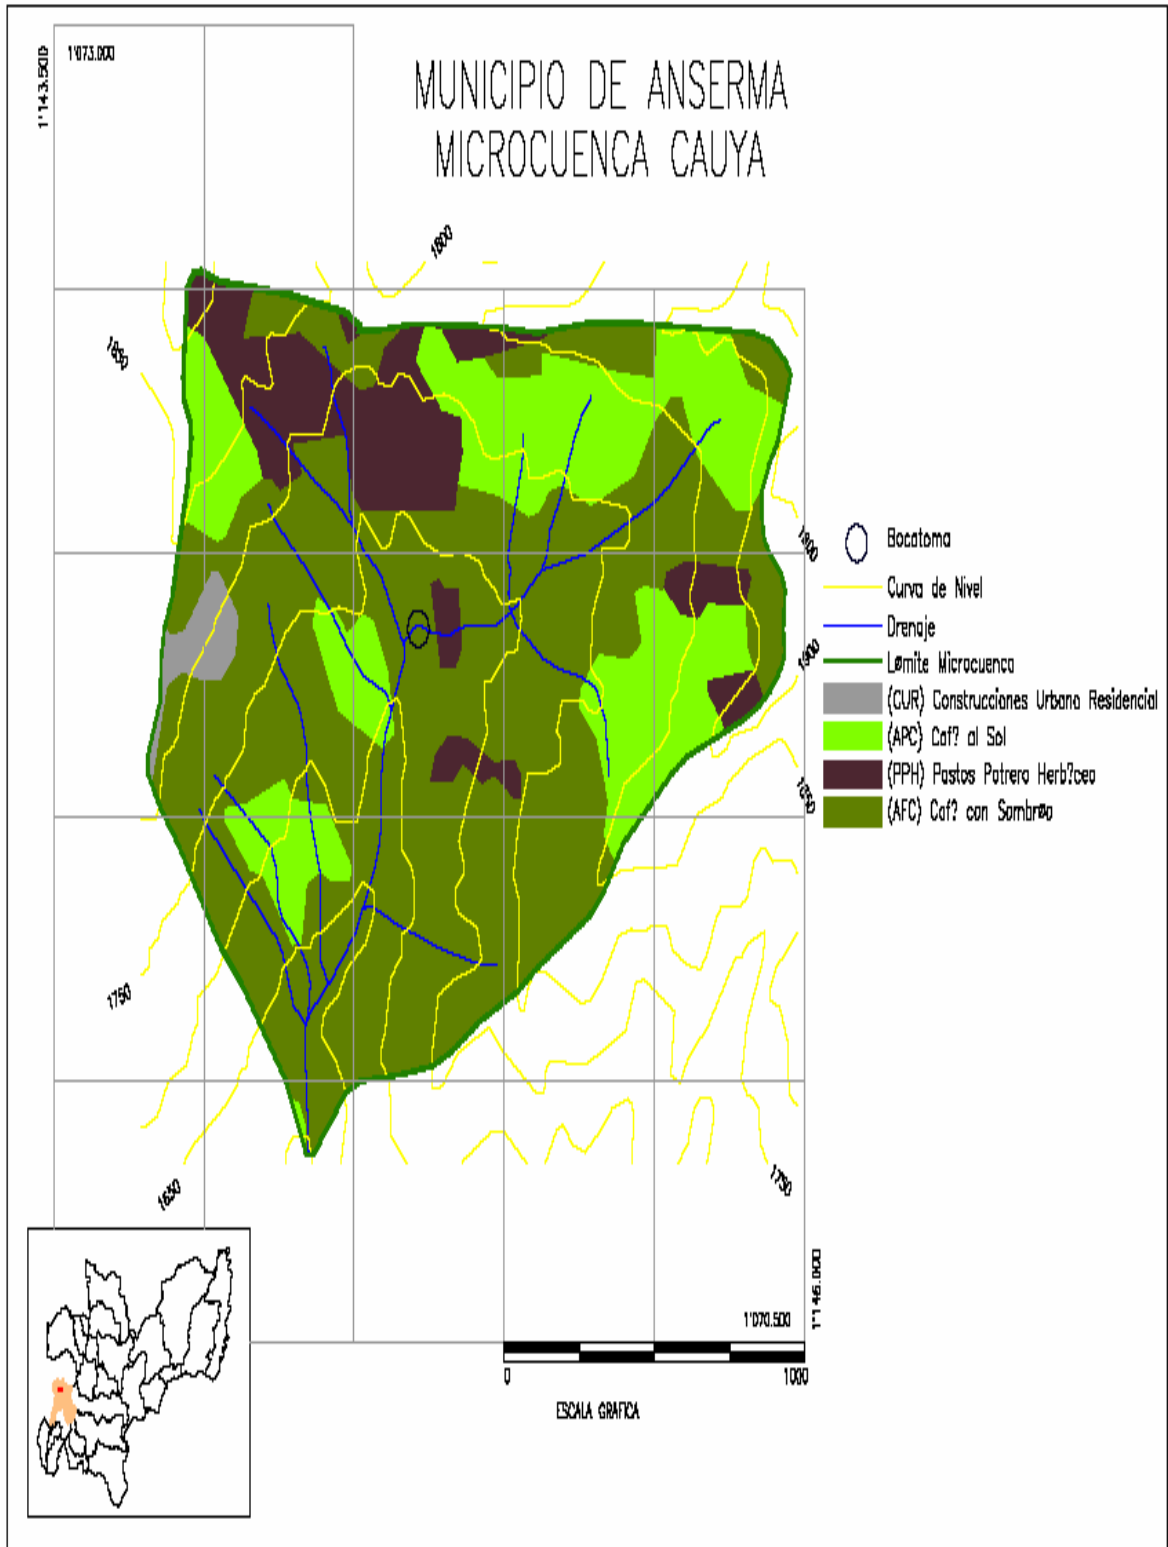 1'143.500
1'073.000
MUNICIPIO DE ANSERMA
MICROCUENCA CAUYA
1800
1850
1800
1900
1850
1750
1650
1750
Bocatoma
Curva de Nivel
Drenaje
Lømite Microcuenca
(CUR) Construcciones Urbano Residencial
(APC) Caf? al Sol
(PPH) Pastos Potrero Herb?ceo
(AFC) Caf? con Sombrøo
1'146.000
1'070.500
0 1000
ESCALA GRAFICA